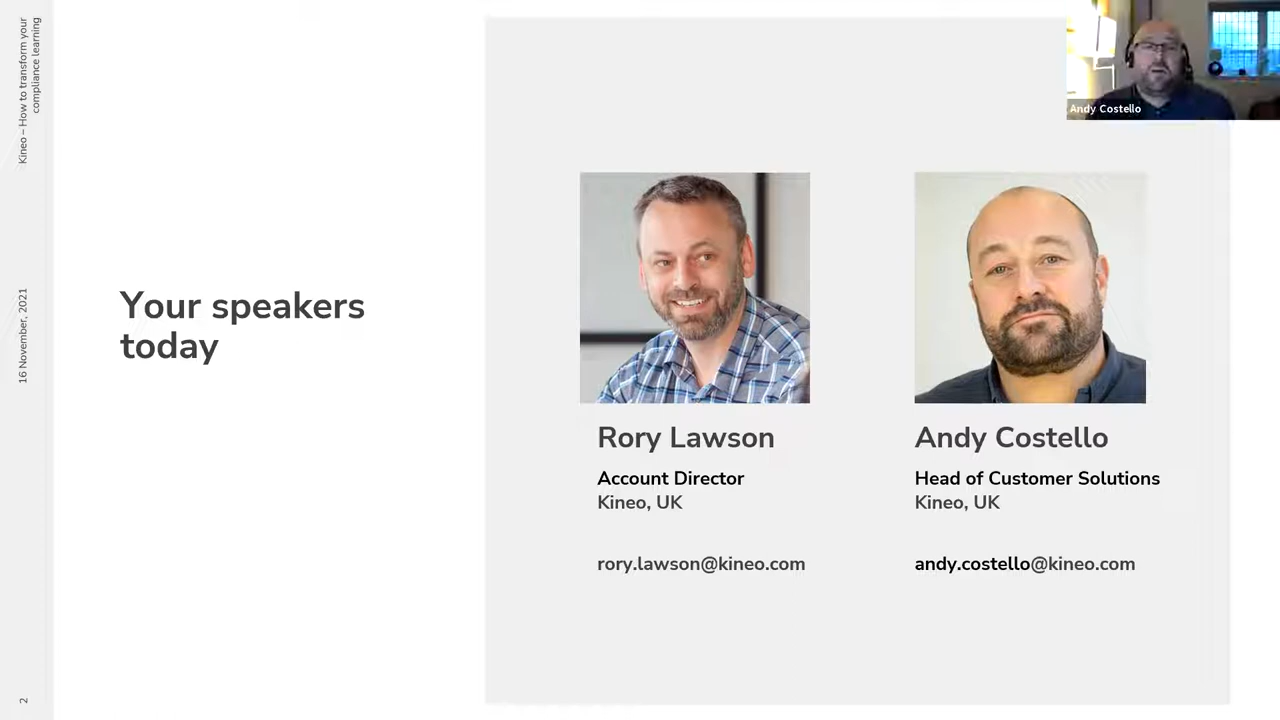 Kineo – How to transform your
compliance learning
16 November, 2021
2
Your speakers
today
Rory Lawson
Account Director
Kineo, UK
rory.lawson@kineo.com
Andy Costello
Head of Customer Solutions
Kineo, UK
andy.costello@kineo.com
Andy Costello